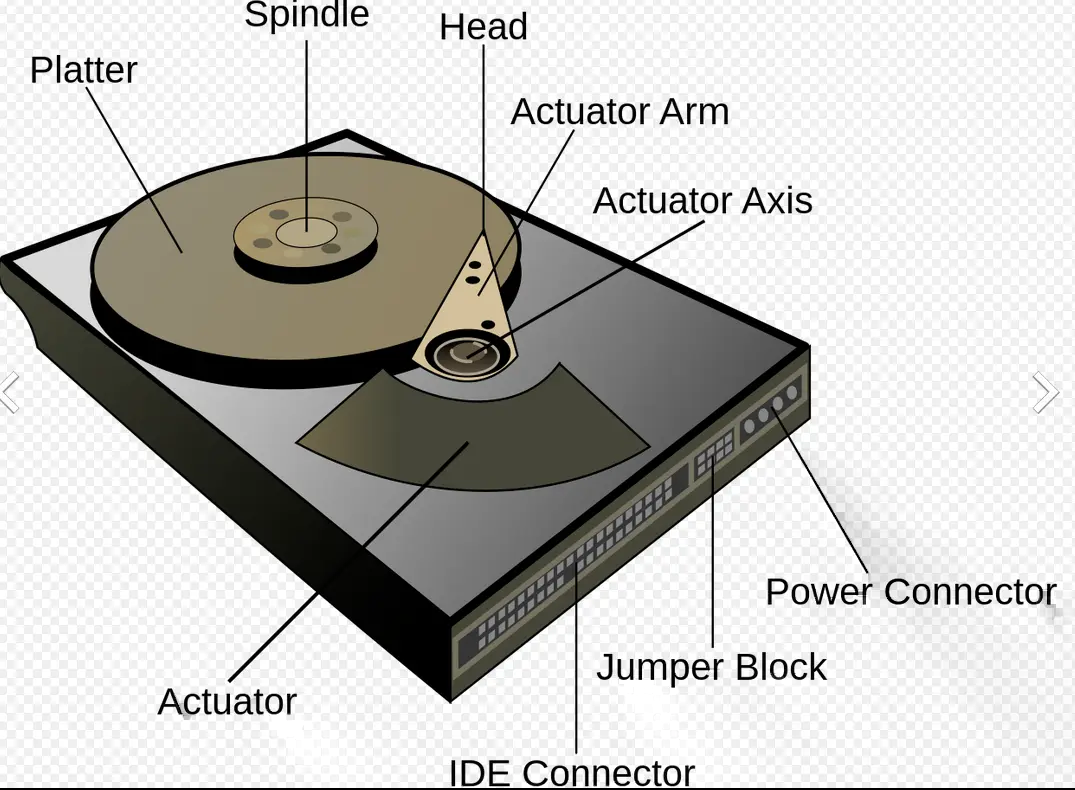 Spindle
Head
Platter
Actuator Arm
Actuator Axis
Power Connector
Jumper Block
Actuator
IDE Connector